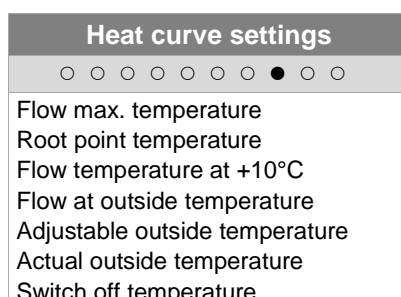 Heat curve settings
Flow max. temperature
Root point temperature
Flow temperature at +10°C
Flow at outside temperature
Adjustable outside temperature
Actual outside temperature
Switch off temperature